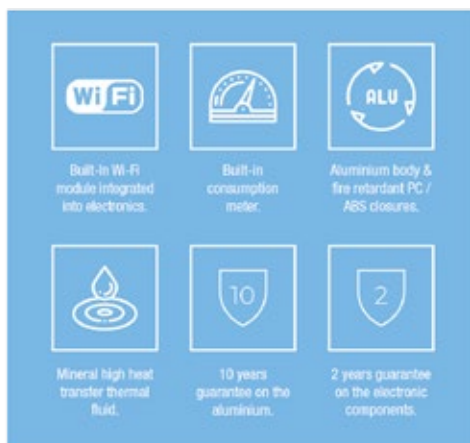 WiFi
Built-In Wi-Fi
module integrated
into electronics.
Built-in
consumption
meter.
ALU
Aluminium body &
fire retardant PC /
ABS closures.
Mineral high heat
transfer thermal
fluid.
10
10 years
guarantee on the
aluminium.
2
2 years guarantee
on the electronic
components.